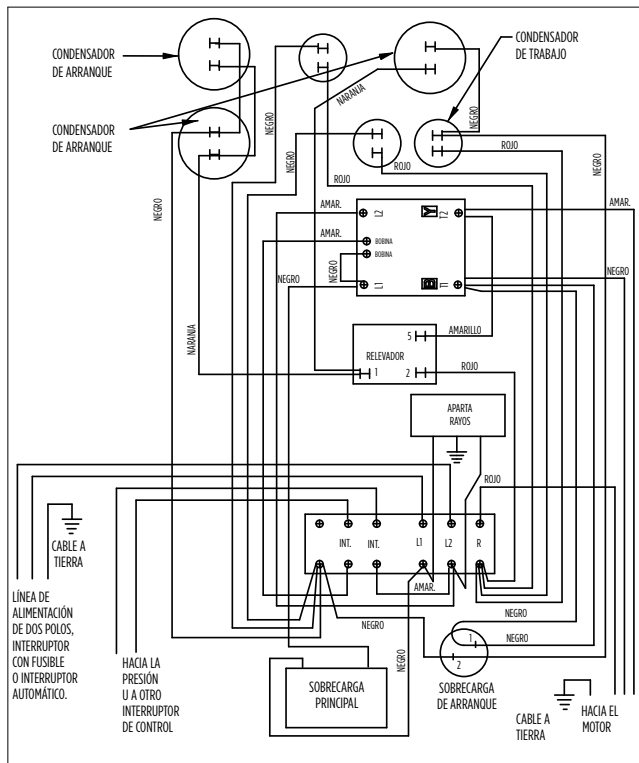 CONDENSADOR
DE ARRANQUE
CONDENSADOR
DE ARRANQUE
CONDENSADOR
DE TRABAJO
NARANJA
NEGRO
NEGRO
NEGRO
ROJO
ROJO
ROJO
NEGRO
NEGRO
AMAR.
AMAR.
AMAR.
L2
Y
T2
BOBINA
BOBINA
NEGRO
NEGRO
L1
B
T1
NEGRO
AMARILLO
5
RELEVADOR
1
2
ROJO
NARANJA
APARTA
RAYOS
ROJO
INT.
INT.
L1
L2
R
CABLE A
TIERRA
AMAR.
NEGRO
NEGRO
NEGRO
NEGRO
1
2
LÍNEA DE
ALIMENTACIÓN
DE DOS POLOS,
INTERRUPTOR
CON FUSIBLE
O INTERRUPTOR
AUTOMÁTICO.
HACIA LA
PRESIÓN
U A OTRO
INTERRUPTOR
DE CONTROL
SOBRECARGA
PRINCIPAL
SOBRECARGA
DE ARRANQUE
CABLE A
TIERRA
HACIA EL
MOTOR